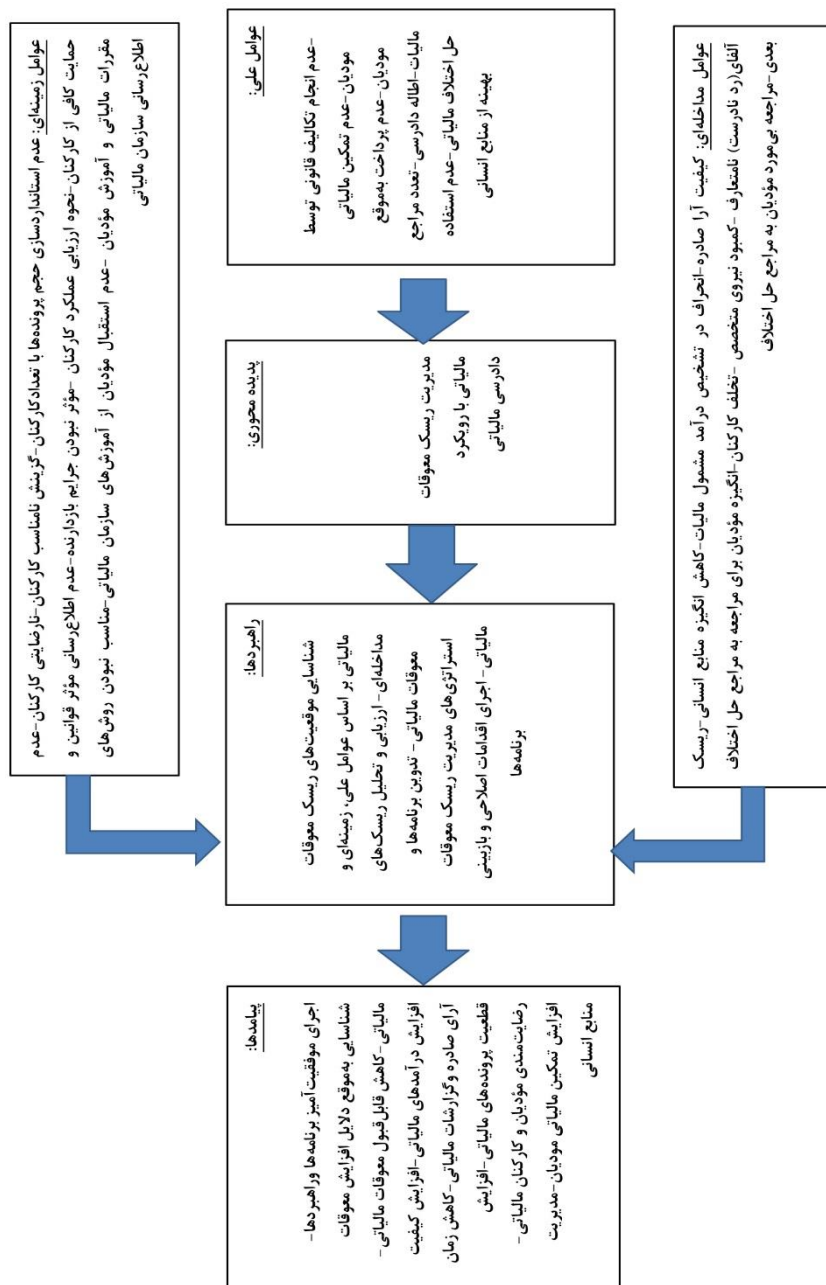 عوامل زمینه‌ای: عدم استانداردسازی حجم پرونده‌ها با تعدادکارکنان-گزینش نامناسب کارکنان-نارضایتی کارکنان-عدم
حمایت کافی از کارکنان-نحوه ارزیابی عملکرد کارکنان -مؤثر نبودن جرایم بازدارنده-عدم اطلاع‌رسانی مؤثر قوانین و
مقررات مالیاتی و آموزش مؤدیان -عدم استقبال مؤدیان از آموزش‌های سازمان مالیاتی-مناسب نبودن روش‌های
اطلاع‌رسانی سازمان مالیاتی
عوامل علی:
-عدم انجام تکالیف قانونی توسط
مودیان-عدم تمکین مالیاتی
مودیان-عدم پرداخت به‌موقع
مالیات-اطاله دادرسی-تعدد مراجع
حل اختلاف مالیاتی-عدم استفاده
بهینه از منابع انسانی
پدیده محوری:
دادرسی مالیاتی
مالیاتی با رویکرد
مدیریت ریسک معوقات
راهبردها:
شناسایی موقعیت‌های ریسک معوقات
مالیاتی بر اساس عوامل علی، زمینه‌ای و
مداخله‌ای- ارزیابی و تحلیل ریسک‌های
معوقات مالیاتی- تدوین برنامه‌ها و
استراتژی‌های مدیریت ریسک معوقات
مالیاتی- اجرای اقدامات اصلاحی و بازبینی
برنامه‌ها
پیامدها:
اجرای موفقیت‌آمیز برنامه‌ها وراهبردها-
شناسایی به‌موقع دلایل افزایش معوقات
مالیاتی-کاهش قابل‌قبول معوقات مالیاتی-
افزایش درآمدهای مالیاتی-افزایش کیفیت
آرای صادره وگزارشات مالیاتی-کاهش زمان
قطعیت پرونده‌های مالیاتی-افزایش
رضایت‌مندی مؤدیان و کارکنان مالیاتی-
افزایش تمکین مالیاتی مودیان-مدیریت
منابع انسانی
عوامل مداخله‌ای: کیفیت آرا صادره-انحراف در تشخیص درآمد مشمول مالیات-کاهش انگیزه منابع انسانی-ریسک
آلفای(رد نادرست) نامتعارف -کمبود نیروی متخصص -تخلف کارکنان-انگیزه مؤدیان برای مراجعه به مراجع حل اختلاف
بعدی-مراجعه بی‌مورد مؤدیان به مراجع حل اختلاف